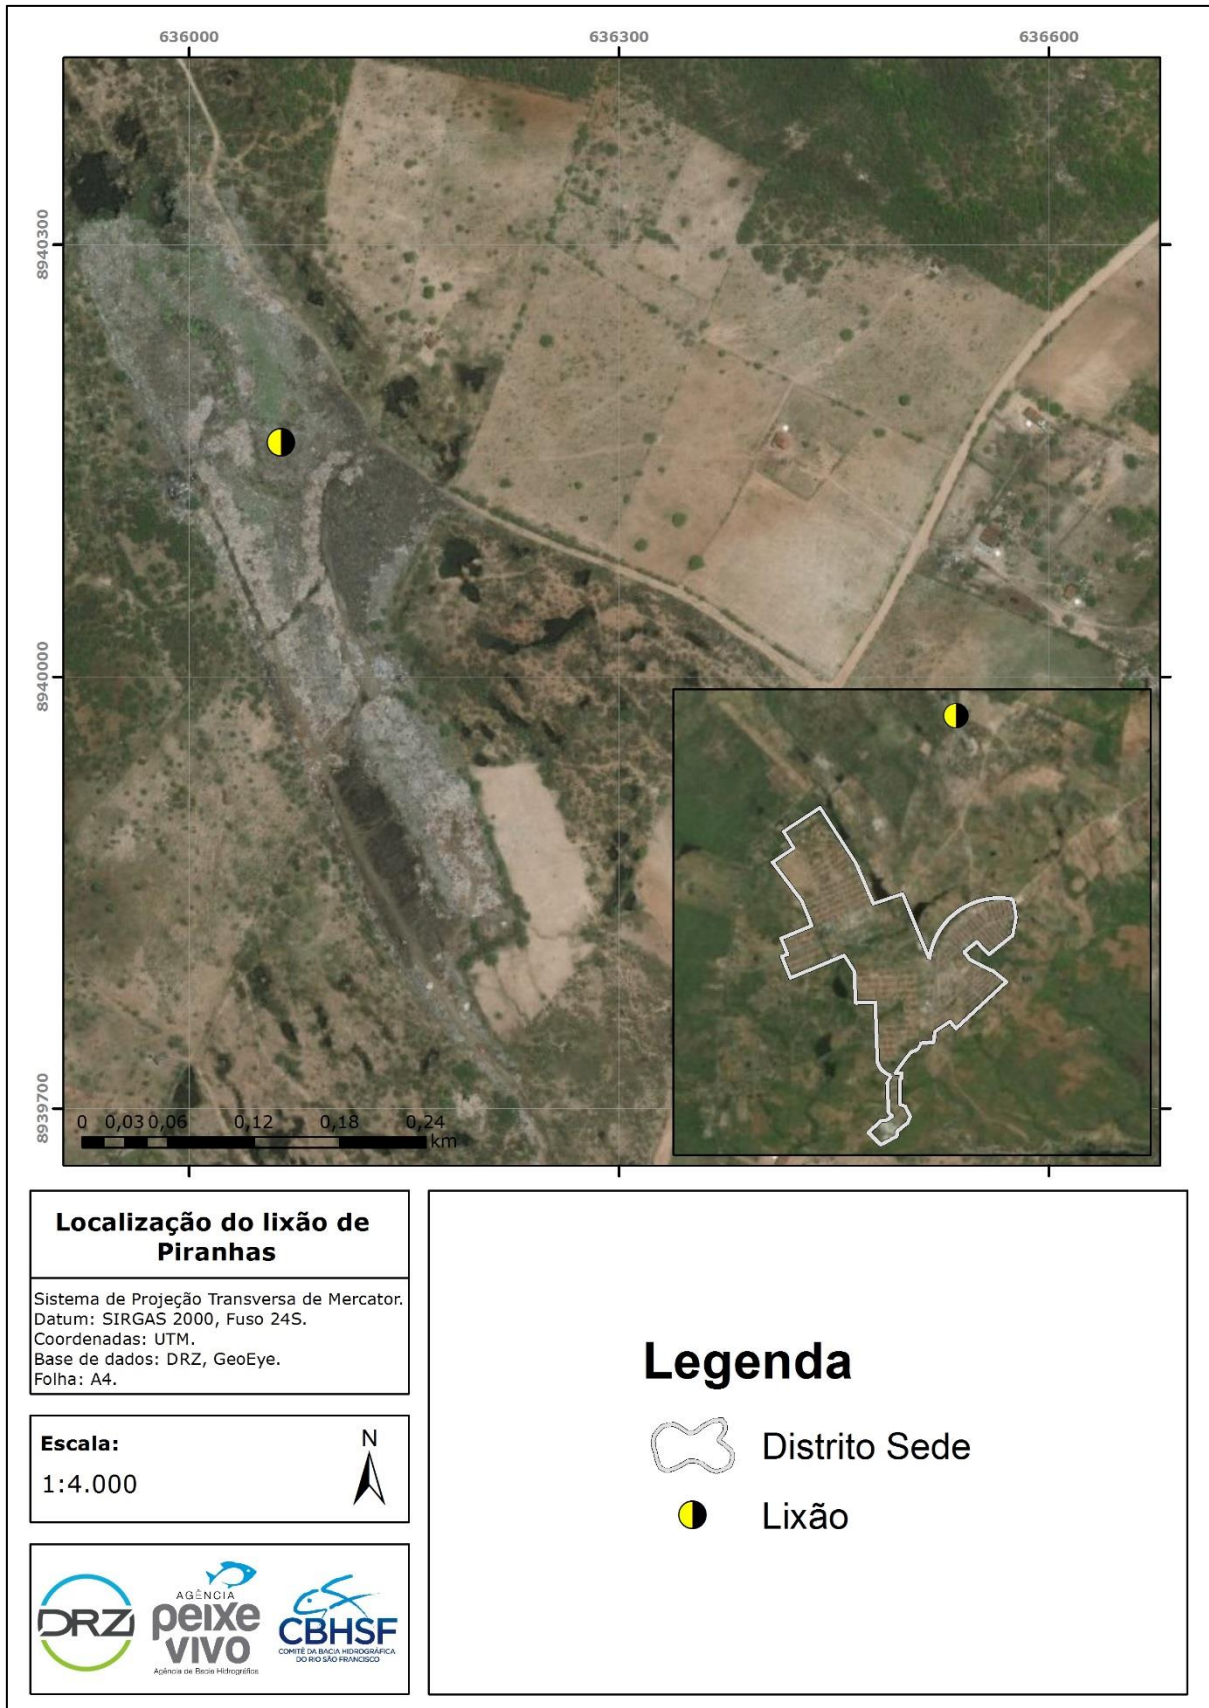 636000
636300
636600
8940300
8940000
8939700
0 0,03 0,06 0,12 0,18 0,24
km
Localização do lixão de
Piranhas
Sistema de Projeção Transversa de Mercator.
Datum: SIRGAS 2000, Fuso 24S.
Coordenadas: UTM.
Base de dados: DRZ, GeoEye.
Folha: A4.
Escala:
1:4.000
N
DRZ
AGÊNCIA
peixe
vivo
Agência de Bacia Hidrográfica
CBHSF
COMITÊ DA BACIA HIDROGRÁFICA
DO RIO SÃO FRANCISCO
Legenda
Distrito Sede
Lixão